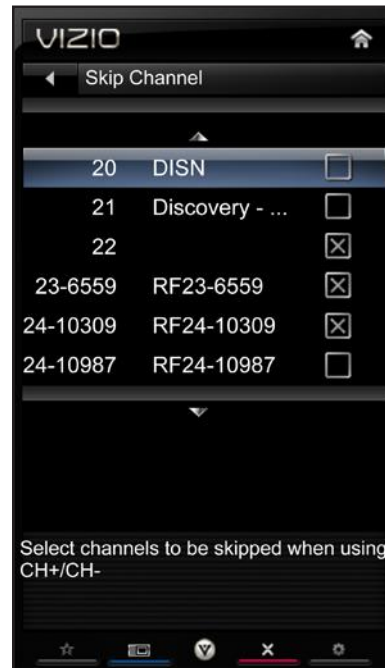 VIZIO
Skip Channel
20 DISN
21 Discovery - ...
22
23-6559 RF23-6559
24-10309 RF24-10309
24-10987 RF24-10987
Select channels to be skipped when using
CH+/CH-